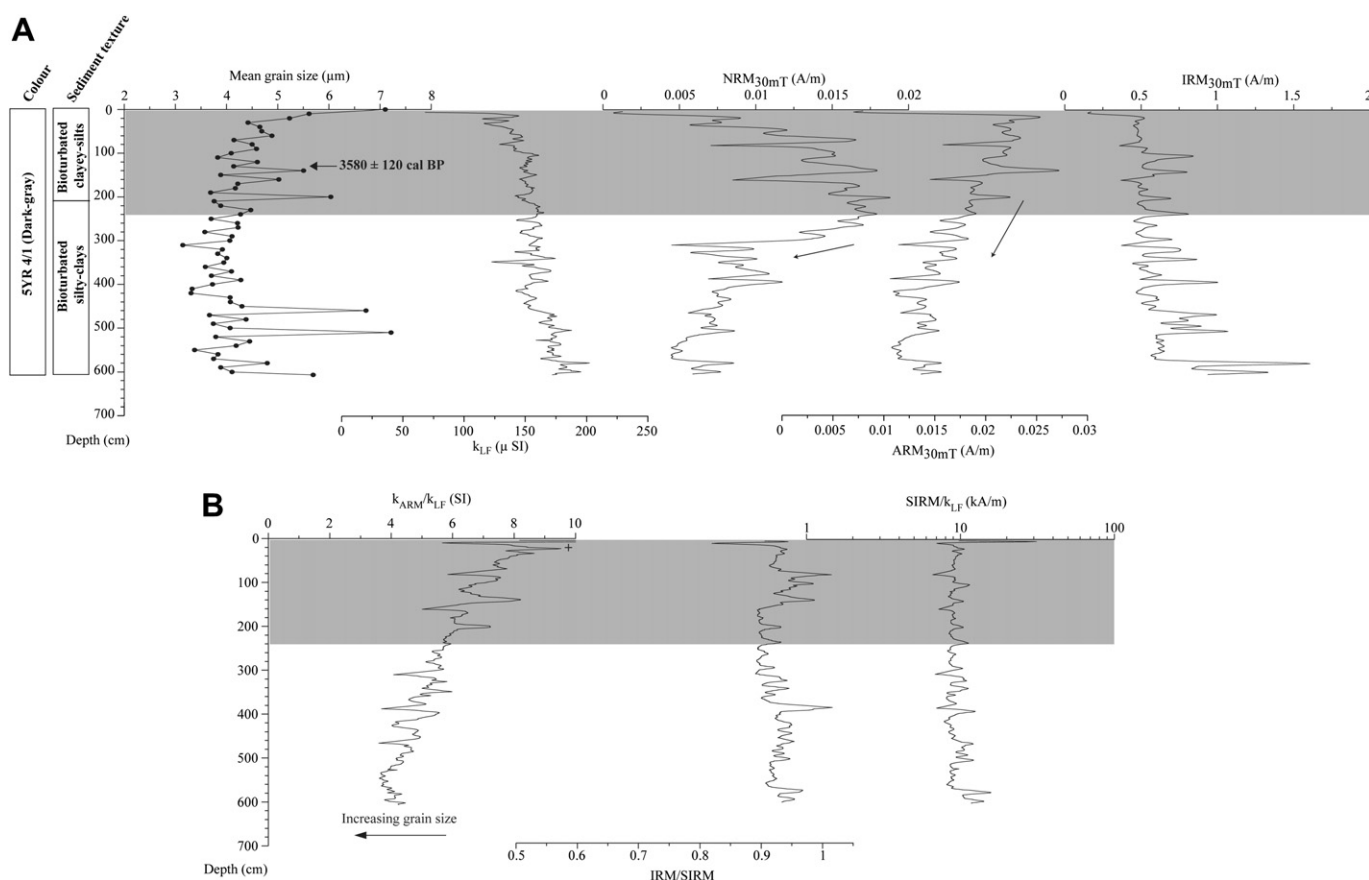 A
Colour
Sediment texture
Mean grain size (µm)
NRM30mT (A/m)
IRM30mT (A/m)
2 3 4 5 6 7 8
0 0.005 0.01 0.015 0.02
0 0.5 1 1.5 2
5YR 4/1 (Dark-gray)
Bioturbated
clayey-silts
Bioturbated
silty-clays
0
100
200
300
400
500
600
700
3580 ± 120 cal BP
Depth (cm)
0 50 100 150 200 250
kLF (µ SI)
0 0.005 0.01 0.015 0.02 0.025 0.03
ARM30mT (A/m)
B
kARM/kLF (SI)
SIRM/kLF (kA/m)
0 2 4 6 8 10
1 10 100
+
0
100
200
300
400
500
600
700
Increasing grain size
Depth (cm)
0.5 0.6 0.7 0.8 0.9 1
IRM/SIRM